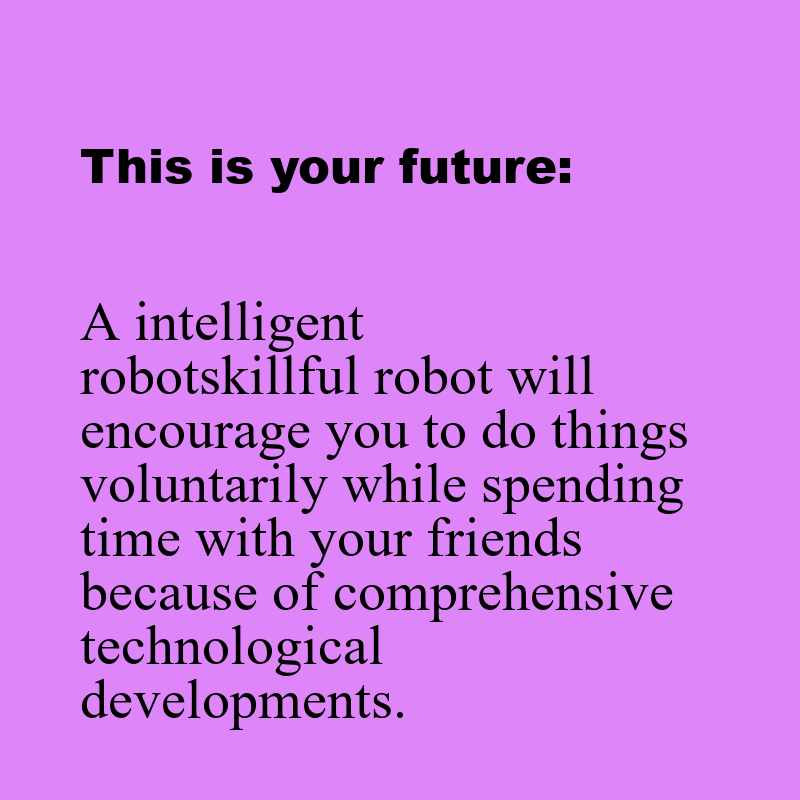 This is your future:
A intelligent
robotskillful robot will
encourage you to do things
voluntarily while spending
time with your friends
because of comprehensive
technological
developments.